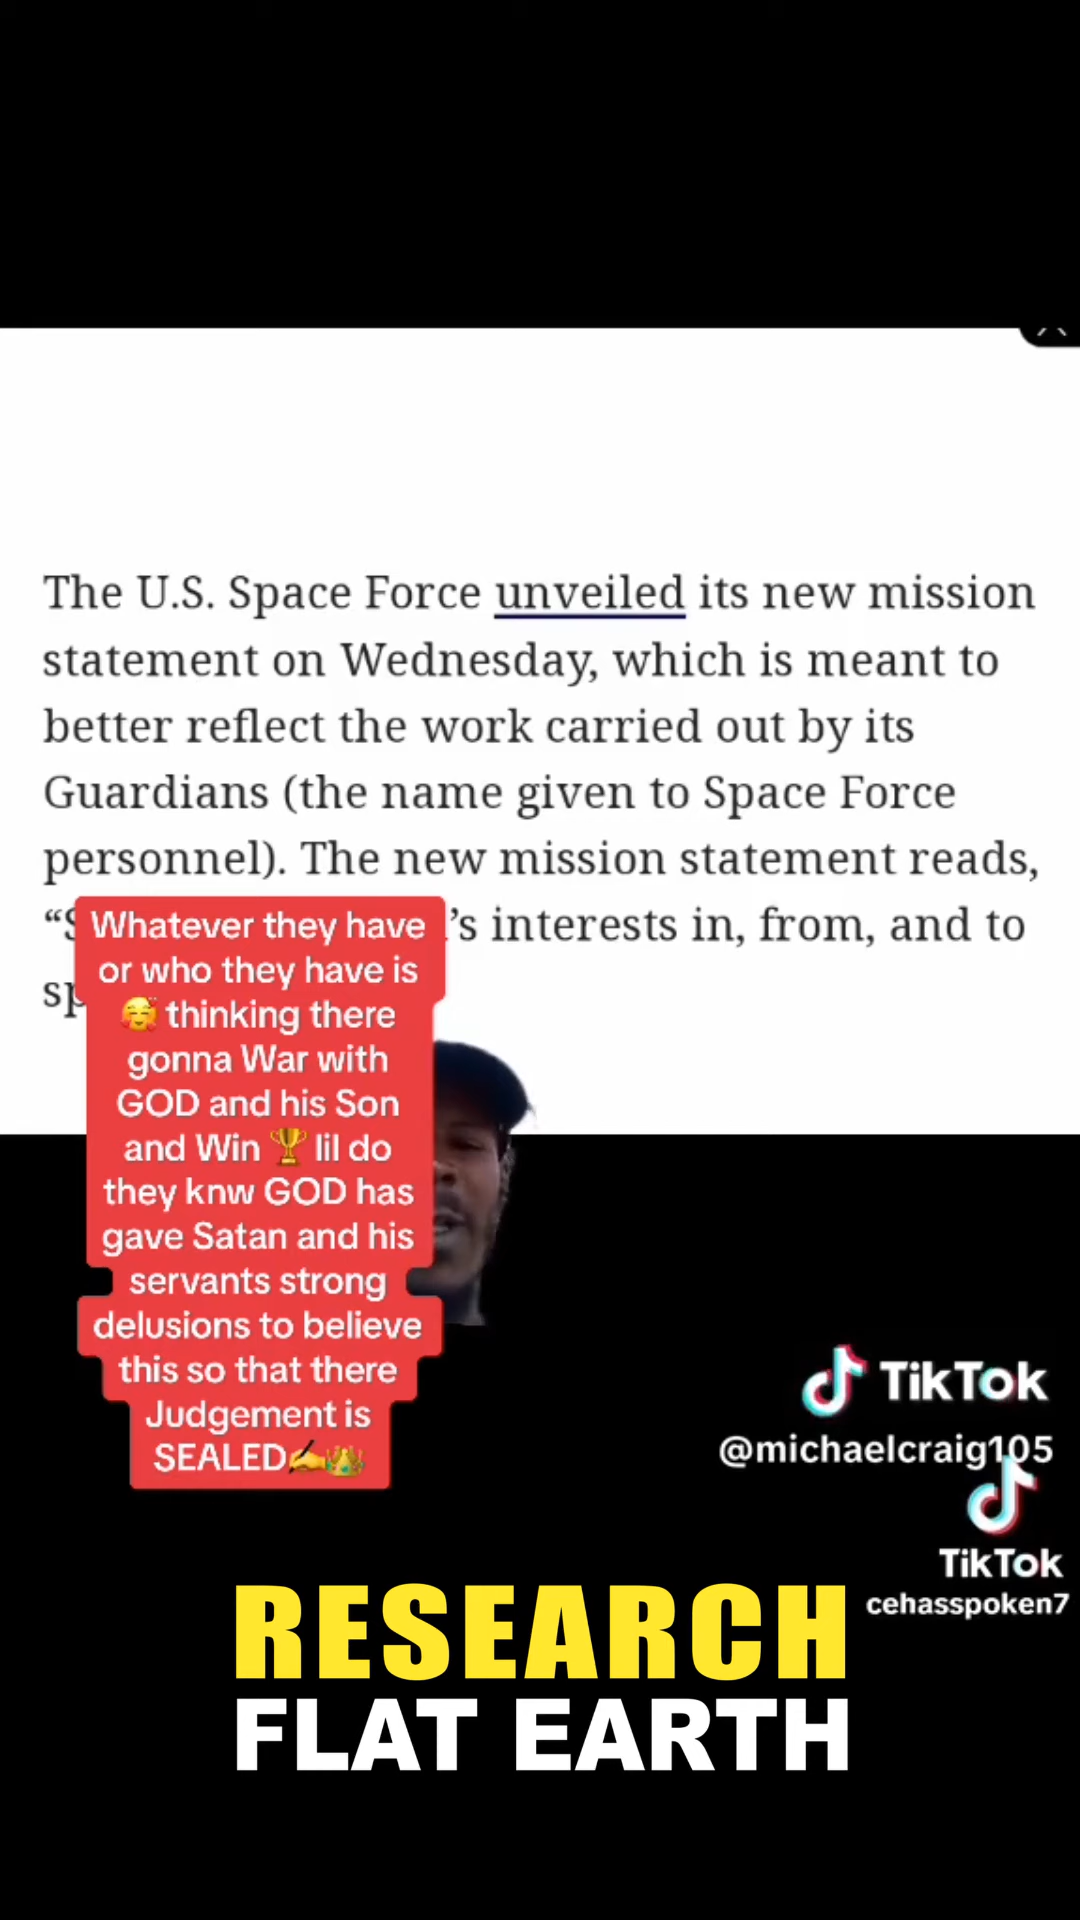 The U.S. Space Force unveiled its new mission
statement on Wednesday, which is meant to
better reflect the work carried out by its
Guardians (the name given to Space Force
personnel). The new mission statement reads,
’s interests in, from, and to
Whatever they have
or who they have is
🥰 thinking there
gonna War with
GOD and his Son
and Win 🏆 lil do
they knw GOD has
gave Satan and his
servants strong
delusions to believe
this so that there
Judgement is
SEALED✍️👑
TikTok
@michaelcraig105
TikTok
cehasspoken7
RESEARCH
FLAT EARTH